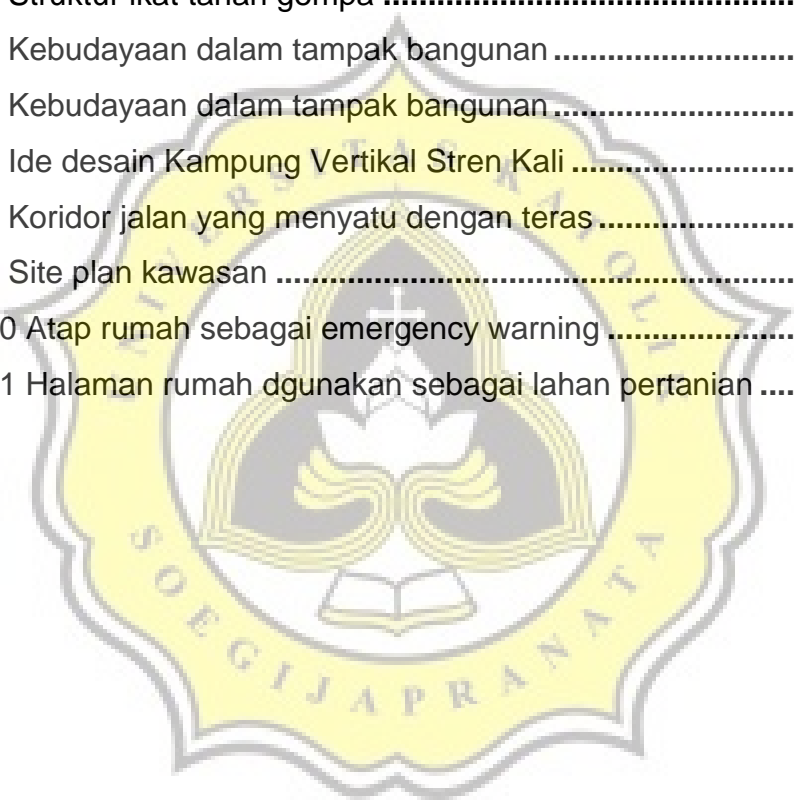 Struktur ikat tahan gempa ................................................
Kebudayaan dalam tampak bangunan ...........................
Kebudayaan dalam tampak bangunan ...........................
Ide desain Kampung Vertikal Stren Kali .........................
Koridor jalan yang menyatu dengan teras ......................
Site plan kawasan ..........................................................
0 Atap rumah sebagai emergency warning .....................
1 Halaman rumah dgunakan sebagai lahan pertanian ....
UNIVERSITAS KATOLIK
SOEGIJAPRANATA